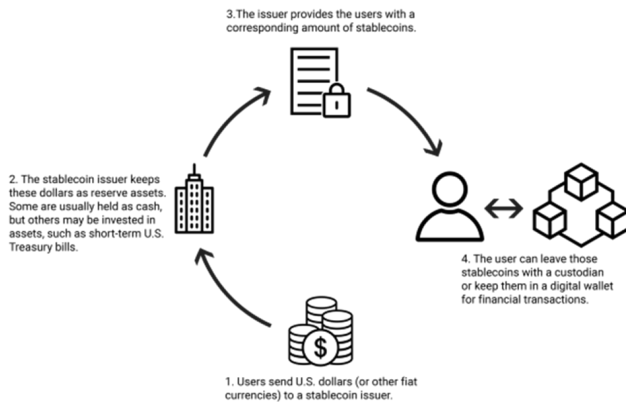 3.The issuer provides the users with a
corresponding amount of stablecoins.
2. The stablecoin issuer keeps
these dollars as reserve assets.
Some are usually held as cash,
but others may be invested in
assets, such as short-term U.S.
Treasury bills.
4. The user can leave those
stablecoins with a custodian
or keep them in a digital wallet
for financial transactions.
$
1. Users send U.S. dollars (or other fiat
currencies) to a stablecoin issuer.